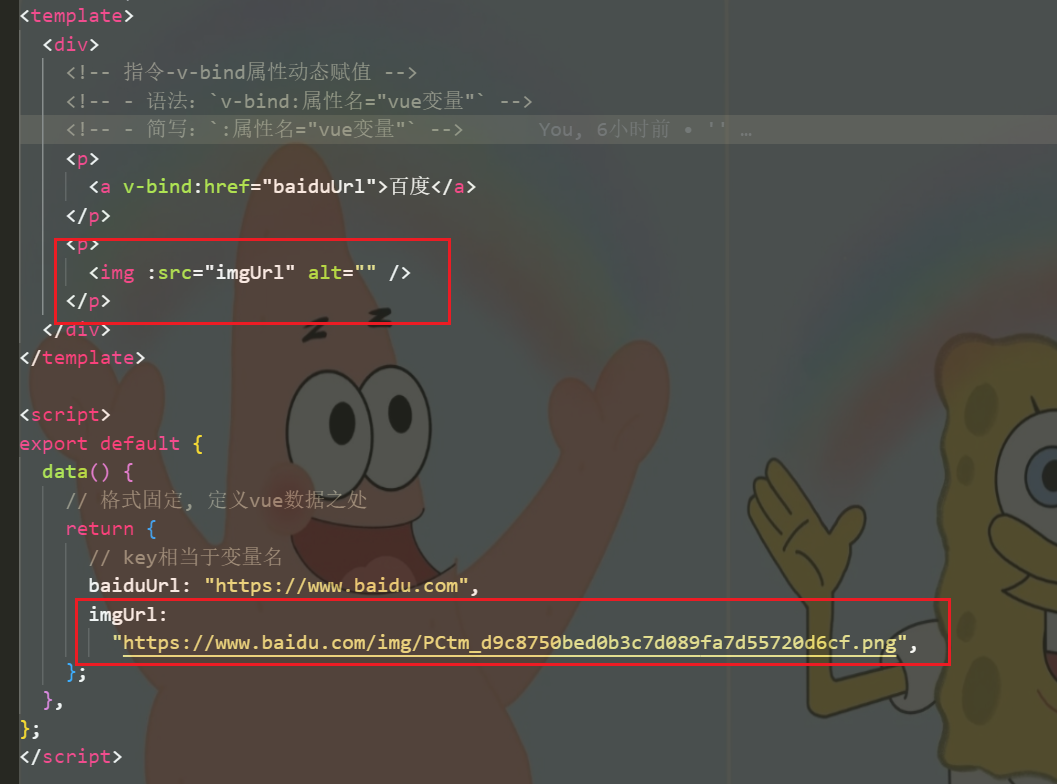 <template>
<div>
<!-- 指令-v-bind属性动态赋值 -->
<!-- - 语法：`v-bind:属性名="vue变量"` -->
<!-- - 简写：`:属性名="vue变量"` --> You, 6小时前 • '' …
<p>
<a v-bind:href="baiduUrl">百度</a>
</p>
<p>
<img :src="imgUrl" alt="" />
</p>
</div>
</template>
<script>
export default {
data() {
// 格式固定, 定义vue数据之处
return {
// key相当于变量名
baiduUrl: "https://www.baidu.com",
imgUrl:
"https://www.baidu.com/img/PCtm_d9c8750bed0b3c7d089fa7d55720d6cf.png",
};
},
};
</script>